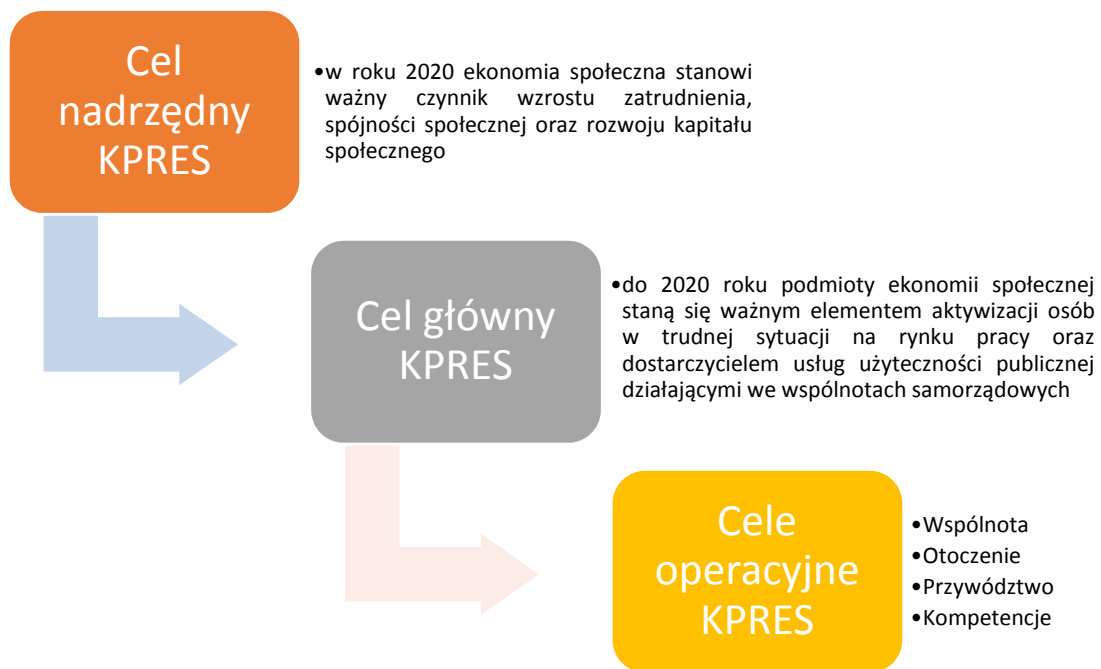 Cel
nadrzędny
KPRES
•w roku 2020 ekonomia społeczna stanowi
ważny czynnik wzrostu zatrudnienia,
spójności społecznej oraz rozwoju kapitału
społecznego
Cel główny
KPRES
•do 2020 roku podmioty ekonomii społecznej
staną się ważnym elementem aktywizacji osób
w trudnej sytuacji na rynku pracy oraz
dostarczycielem usług użyteczności publicznej
działającymi we wspólnotach samorządowych
Cele
operacyjne
KPRES
•Wspólnota
•Otoczenie
•Przywództwo
•Kompetencje